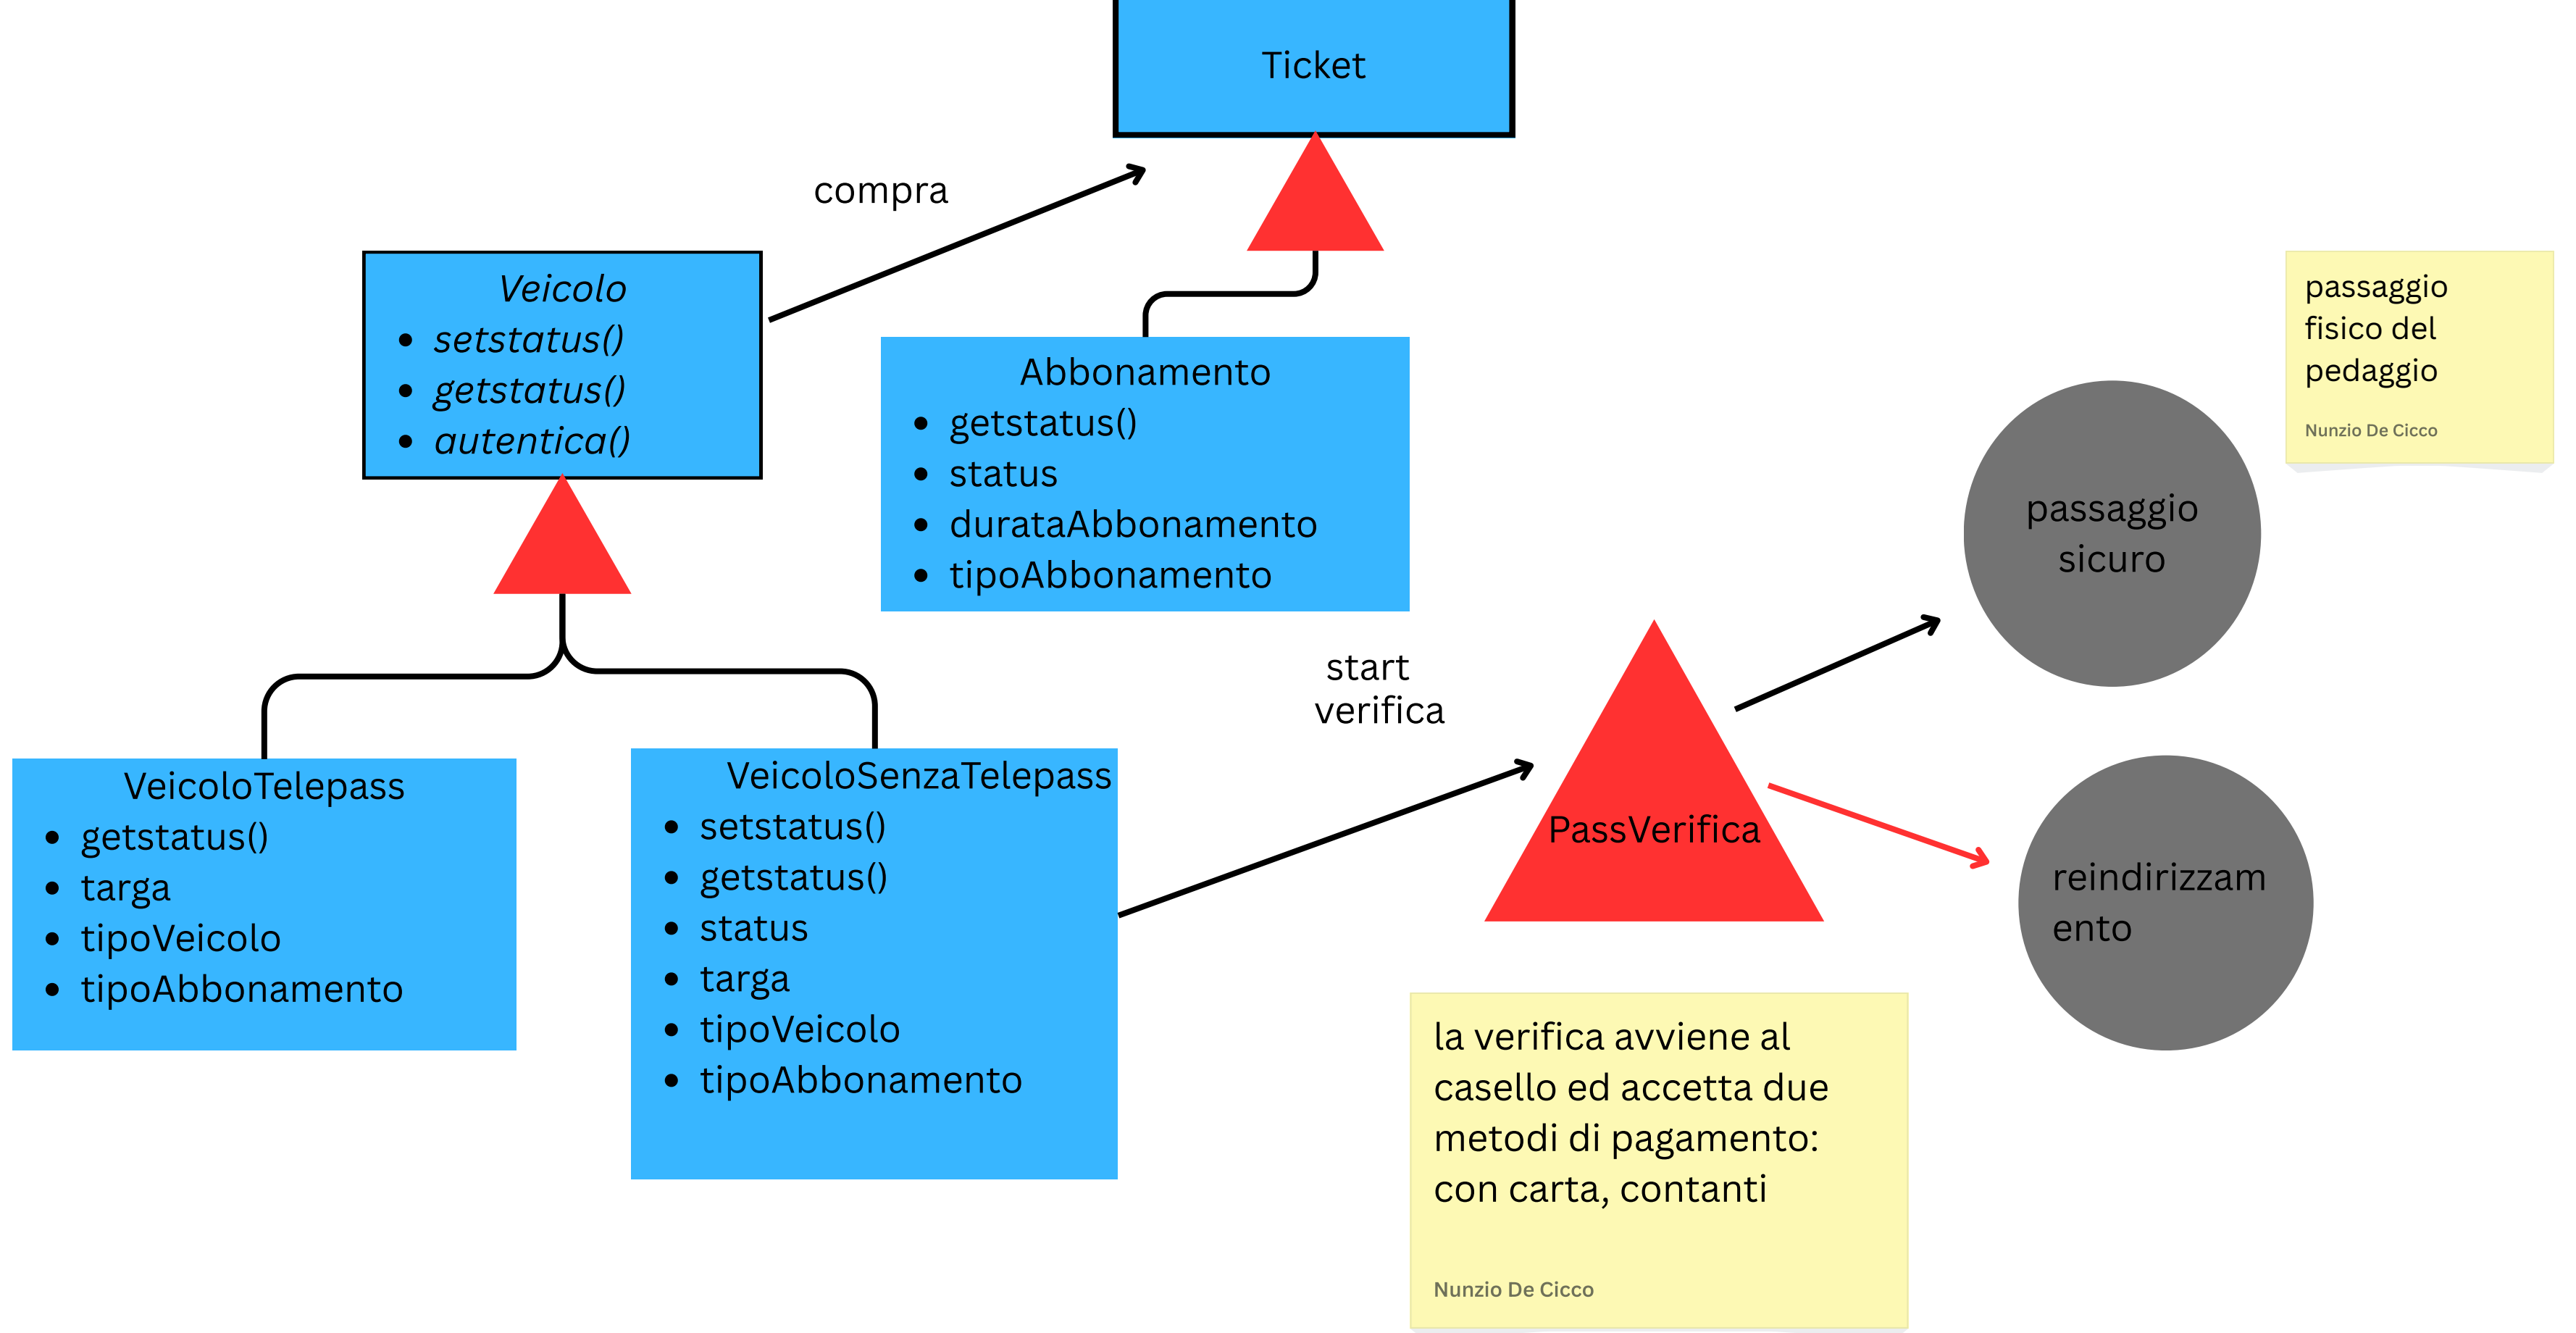 Ticket
compra
Veicolo
setstatus()
getstatus()
autentica()
Abbonamento
getstatus()
status
durataAbbonamento
tipoAbbonamento
passaggio
fisico del
pedaggio
Nunzio De Cicco
passaggio
sicuro
start
verifica
VeicoloTelepass
getstatus()
targa
tipoVeicolo
tipoAbbonamento
VeicoloSenzaTelepass
setstatus()
getstatus()
status
targa
tipoVeicolo
tipoAbbonamento
PassVerifica
reindirizzam
ento
la verifica avviene al
casello ed accetta due
metodi di pagamento:
con carta, contanti
Nunzio De Cicco